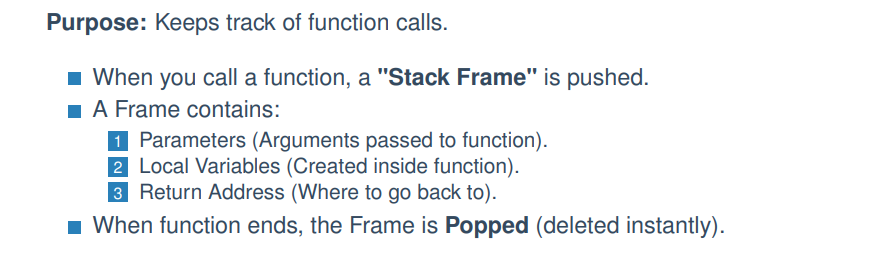 Purpose: Keeps track of function calls.
When you call a function, a "Stack Frame" is pushed.
A Frame contains:
1 Parameters (Arguments passed to function).
2 Local Variables (Created inside function).
3 Return Address (Where to go back to).
When function ends, the Frame is Popped (deleted instantly).